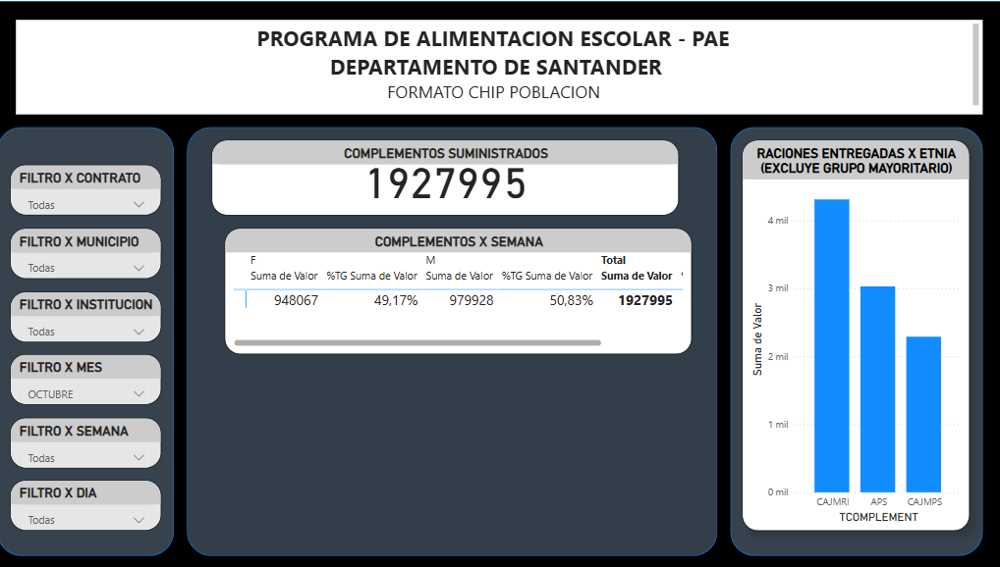 PROGRAMA DE ALIMENTACION ESCOLAR - PAE
DEPARTAMENTO DE SANTANDER
FORMATO CHIP POBLACION
FILTRO X CONTRATO
Todas
FILTRO X MUNICIPIO
Todas
FILTRO X INSTITUCION
Todas
FILTRO X MES
OCTUBRE
FILTRO X SEMANA
Todas
FILTRO X DIA
Todas
COMPLEMENTOS SUMINISTRADOS
1927995
COMPLEMENTOS X SEMANA
F M Total
Suma de Valor %TG Suma de Valor Suma de Valor %TG Suma de Valor Suma de Valor
948067 49,17% 979928 50,83% 1927995
RACIONES ENTREGADAS X ETNIA
(EXCLUYE GRUPO MAYORITARIO)
Suma de Valor
4 mil
3 mil
2 mil
1 mil
0 mil
CAJMRI APS CAJMPS
TCOMPLEMENT